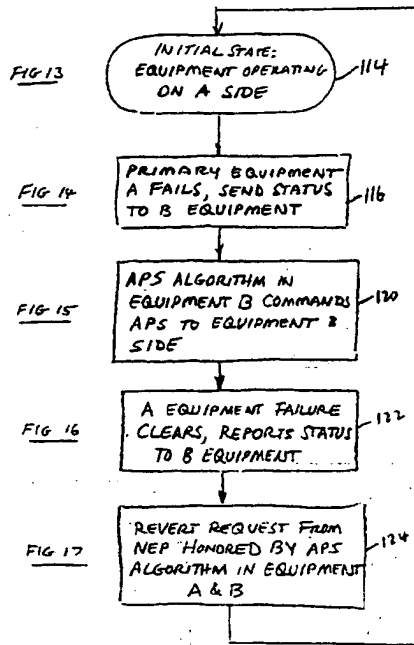 FIG 13
INITIAL STATE:
EQUIPMENT OPERATING
ON A SIDE
114
FIG 14
PRIMARY EQUIPMENT
A FAILS, SEND STATUS
TO B EQUIPMENT
116
FIG 15
APS ALGORITHM IN
EQUIPMENT B COMMANDS
APS TO EQUIPMENT B
SIDE
120
FIG 16
A EQUIPMENT FAILURE
CLEARS, REPORTS STATUS
TO B EQUIPMENT
122
FIG 17
REVERT REQUEST FROM
NEP HONORED BY APS
ALGORITHM IN EQUIPMENT
A & B
124